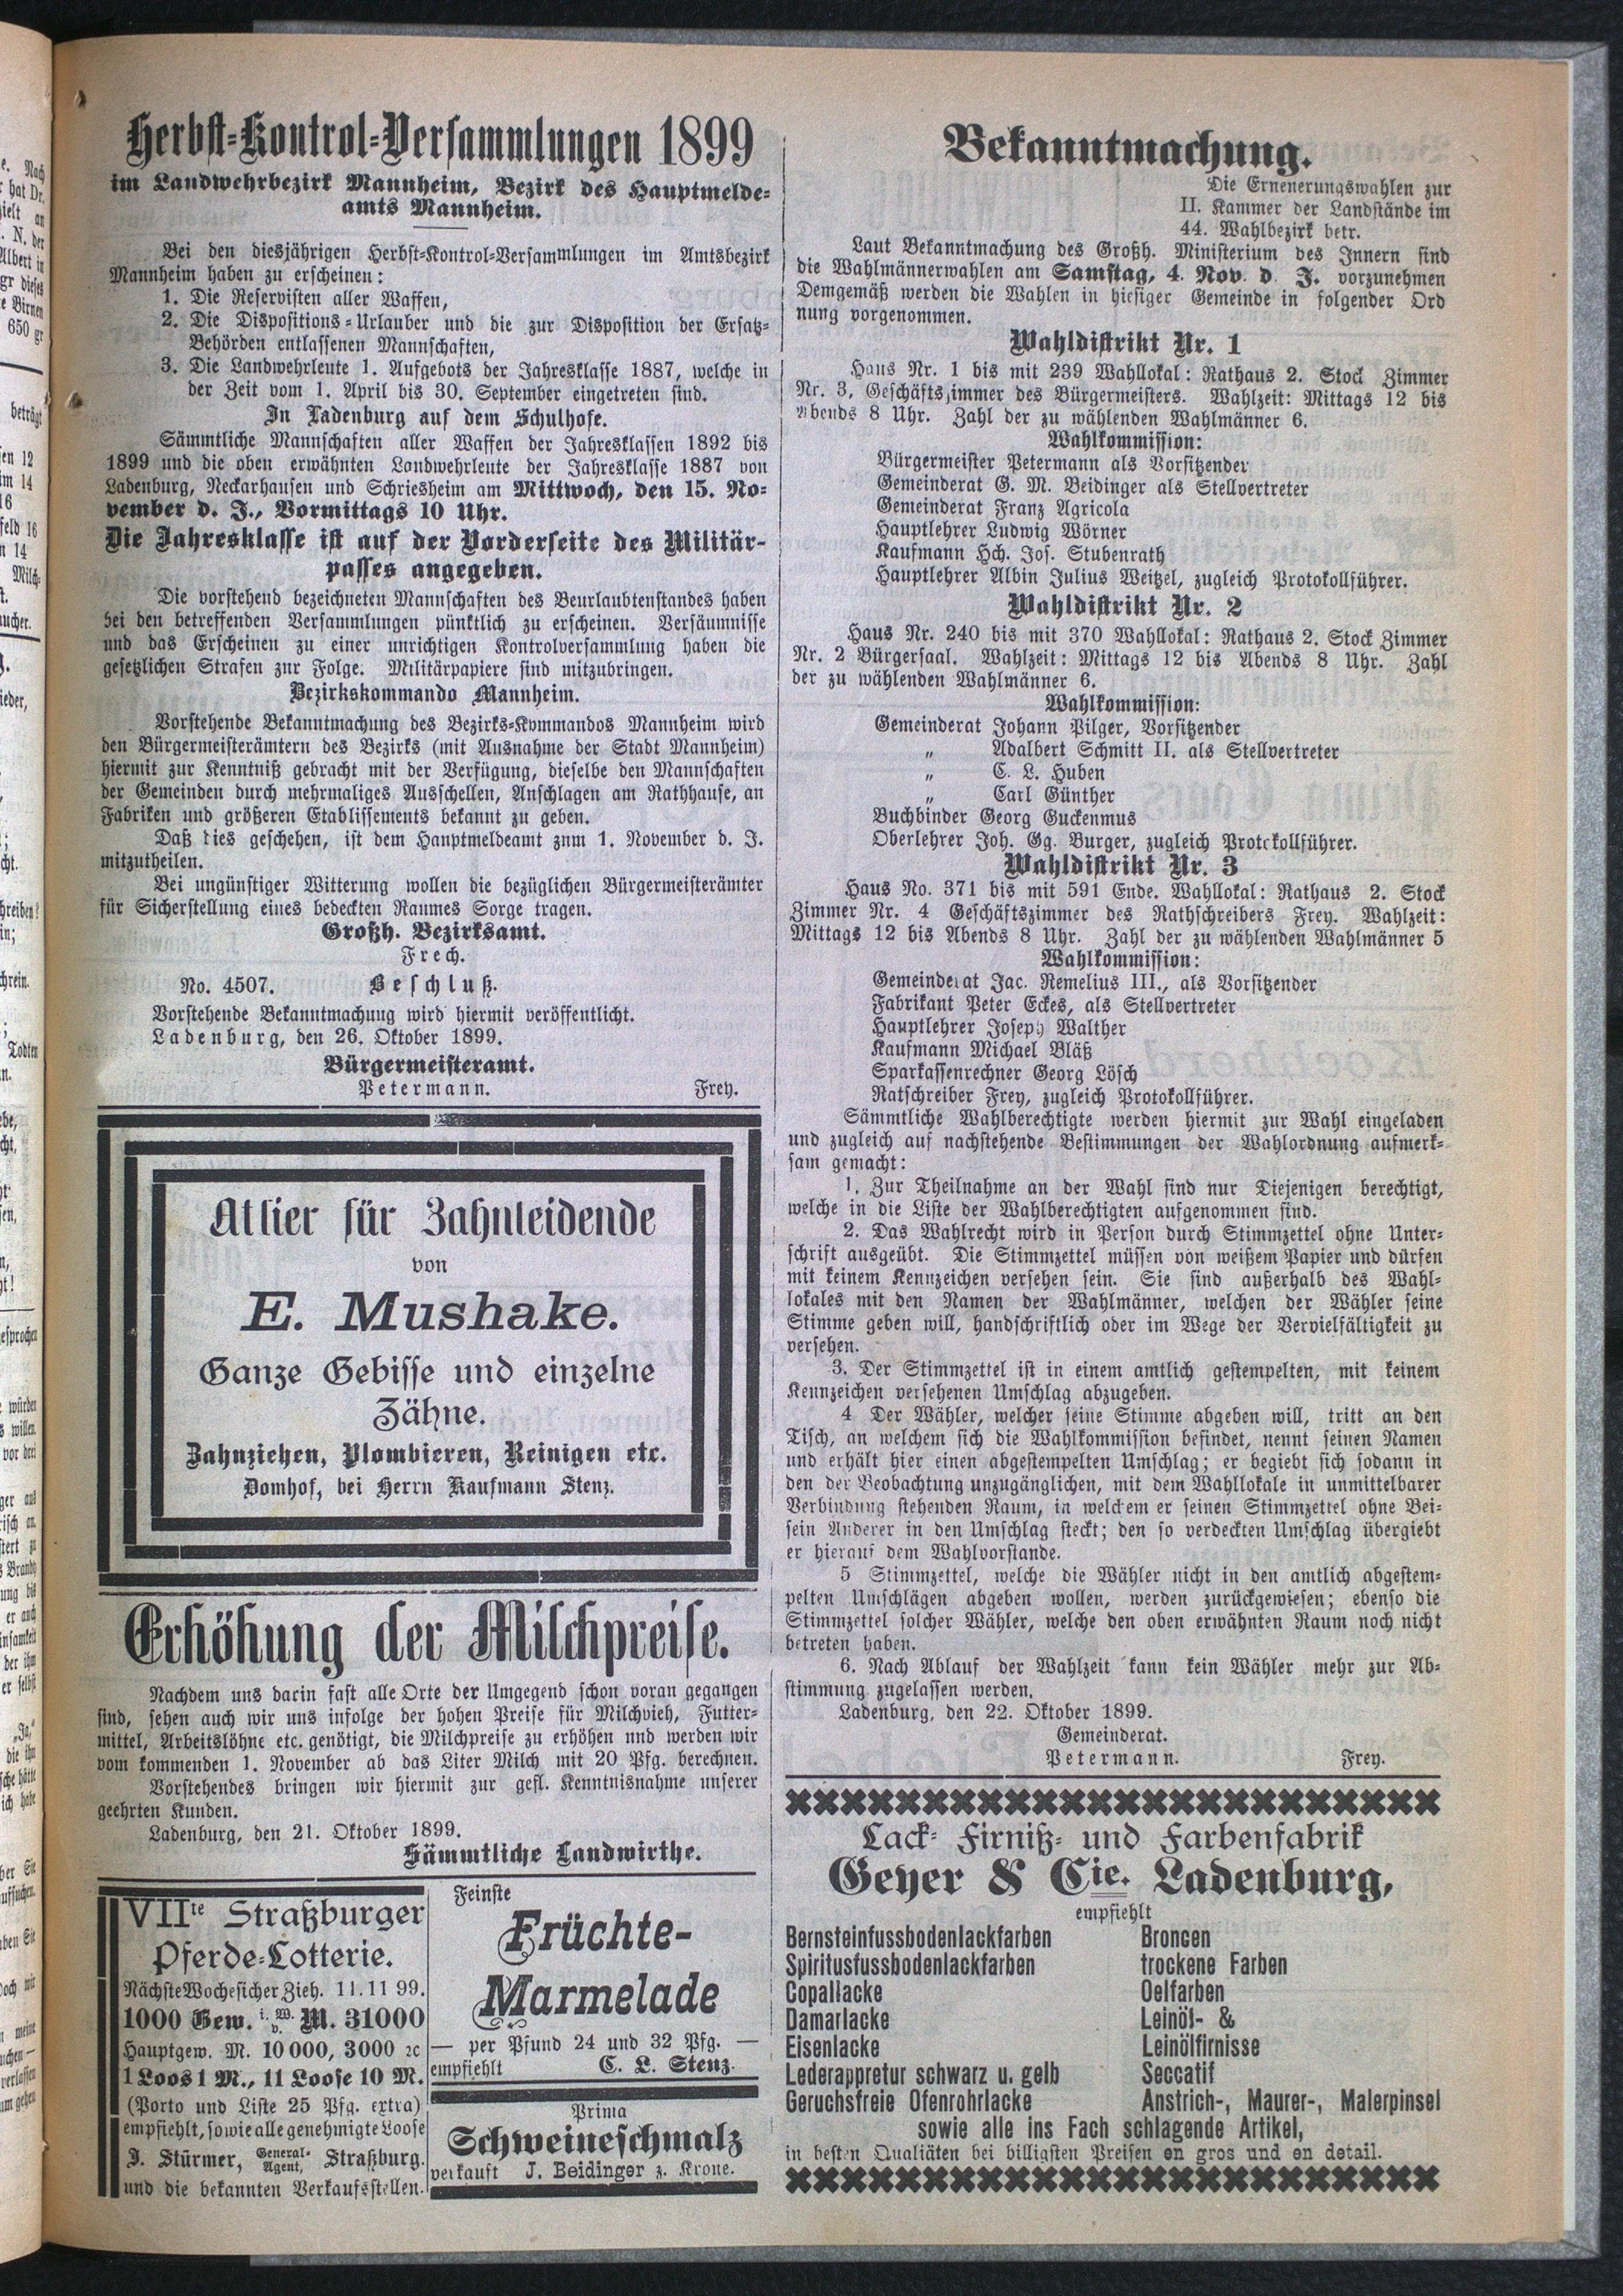 Herbst-Kontrol-Versammlungen 1899
im Landwehrbezirk Mannheim, Bezirk des Hauptmelde-
amts Mannheim.
Bei den diesjährigen Herbst-Kontrol-Versammlungen im Amtsbezirk
Mannheim haben zu erscheinen:
1. Die Reservisten aller Waffen,
2. Die Dispositions-Urlauber und die zur Disposition der Ersatz-
Behörden entlassenen Mannschaften,
3. Die Landwehrleute 1. Aufgebots der Jahresklasse 1887, welche in
der Zeit vom 1. April bis 30. September eingetreten sind.
In Ladenburg auf dem Schulhofe.
Sämmtliche Mannschaften aller Waffen der Jahresklassen 1892 bis
1899 und die oben erwähnten Landwehrleute der Jahresklasse 1887 von
Ladenburg, Neckarhausen und Schriesheim am Mittwoch, den 15. No-
vember d. J., Vormittags 10 Uhr.
Die Jahresklasse ist auf der Vorderseite des Militär-
passes angegeben.
Die vorstehend bezeichneten Mannschaften des Beurlaubtenstandes haben
bei den betreffenden Versammlungen pünktlich zu erscheinen. Versäumnisse
und das Erscheinen zu einer unrichtigen Kontrolversammlung haben die
gesetzlichen Strafen zur Folge. Militärpapiere sind mitzubringen.
Bezirkskommando Mannheim.
Vorstehende Bekanntmachung des Bezirks-Kommandos Mannheim wird
den Bürgermeisterämtern des Bezirks (mit Ausnahme der Stadt Mannheim)
hiermit zur Kenntniß gebracht mit der Verfügung, dieselbe den Mannschaften
der Gemeinden durch mehrmaliges Ausschellen, Anschlagen am Rathhause, an
Fabriken und größeren Etablissements bekannt zu geben.
Daß dies geschehen, ist dem Hauptmeldeamt zum 1. November d. J.
mitzutheilen.
Bei ungünstiger Witterung wollen die bezüglichen Bürgermeisterämter
für Sicherstellung eines bedeckten Raumes Sorge tragen.
Großh. Bezirksamt.
Frech.
No. 4507. Beschluß.
Vorstehende Bekanntmachung wird hiermit veröffentlicht.
Ladenburg, den 26. Oktober 1899.
Bürgermeisteramt.
Petermann. Frey.
Atlier für Zahnleidende
von
E. Mushake.
Ganze Gebisse und einzelne
Zähne.
Zahnziehen, Plombieren, Reinigen etc.
Domhof, bei Herrn Kaufmann Stenz.
Erhöhung der Milchpreise.
Nachdem uns darin fast alle Orte der Umgegend schon voran gegangen
sind, sehen auch wir uns infolge der hohen Preise für Milchvieh, Futter-
mittel, Arbeitslöhne etc. genötigt, die Milchpreise zu erhöhen und werden wir
vom kommenden 1. November ab das Liter Milch mit 20 Pfg. berechnen.
Vorstehendes bringen wir hiermit zur gefl. Kenntnisnahme unserer
geehrten Kunden.
Ladenburg, den 21. Oktober 1899.
Sämmtliche Landwirthe.
VIIte Straßburger
Pferde-Lotterie.
Nächste Woche sicher Zieh. 11.11 99.
1000 Gew. i. W. v. M. 31000
Hauptgew. M. 10 000, 3000 ꝛc
1 Loos 1 M., 11 Loose 10 M.
(Porto und Liste 25 Pfg. extra)
empfiehlt, sowie alle genehmigte Loose
J. Stürmer, General-Agent, Straßburg.
und die bekannten Verkaufsstellen.
Feinste
Früchte-
Marmelade
— per Pfund 24 und 32 Pfg. —
empfiehlt C. L. Stenz.
Prima
Schweineschmalz
verkauft J. Beidinger z. Krone.
Bekanntmachung.
Die Ernenerungswahlen zur
II. Kammer der Landstände im
44. Wahlbezirk betr.
Laut Bekanntmachung des Großh. Ministerium des Innern sind
die Wahlmännerwahlen am Samstag, 4. Nov. d. J. vorzunehmen
Demgemäß werden die Wahlen in hiesiger Gemeinde in folgender Ord
nung vorgenommen.
Wahldistrikt Nr. 1
Haus Nr. 1 bis mit 239 Wahllokal: Rathaus 2. Stock Zimmer
Nr. 3, Geschäftszimmer des Bürgermeisters. Wahlzeit: Mittags 12 bis
Abends 8 Uhr. Zahl der zu wählenden Wahlmänner 6.
Wahlkommission:
Bürgermeister Petermann als Vorsitzender
Gemeinderat G. M. Beidinger als Stellvertreter
Gemeinderat Franz Agricola
Hauptlehrer Ludwig Wörner
Kaufmann Hch. Jos. Stubenrath
Hauptlehrer Albin Julius Weitzel, zugleich Protokollführer.
Wahldistrikt Nr. 2
Haus Nr. 240 bis mit 370 Wahllokal: Rathaus 2. Stock Zimmer
Nr. 2 Bürgersaal. Wahlzeit: Mittags 12 bis Abends 8 Uhr. Zahl
der zu wählenden Wahlmänner 6.
Wahlkommission:
Gemeinderat Johann Pilger, Vorsitzender
„ Adalbert Schmitt II. als Stellvertreter
„ C. L. Huben
„ Carl Günther
Buchbinder Georg Guckenmus
Oberlehrer Joh. Gg. Burger, zugleich Protokollführer.
Wahldistrikt Nr. 3
Haus No. 371 bis mit 591 Ende. Wahllokal: Rathaus 2. Stock
Zimmer Nr. 4 Geschäftszimmer des Rathschreibers Frey. Wahlzeit:
Mittags 12 bis Abends 8 Uhr. Zahl der zu wählenden Wahlmänner 5
Wahlkommission:
Gemeinderat Jac. Remelius III., als Vorsitzender
Fabrikant Peter Eckes, als Stellvertreter
Hauptlehrer Joseph Walther
Kaufmann Michael Bläß
Sparkassenrechner Georg Lösch
Ratschreiber Frey, zugleich Protokollführer.
Sämmtliche Wahlberechtigte werden hiermit zur Wahl eingeladen
und zugleich auf nachstehende Bestimmungen der Wahlordnung aufmerk-
sam gemacht:
1. Zur Theilnahme an der Wahl sind nur Diejenigen berechtigt,
welche in die Liste der Wahlberechtigten aufgenommen sind.
2. Das Wahlrecht wird in Person durch Stimmzettel ohne Unter-
schrift ausgeübt. Die Stimmzettel müssen von weißem Papier und dürfen
mit keinem Kennzeichen versehen sein. Sie sind außerhalb des Wahl-
lokales mit den Namen der Wahlmänner, welchen der Wähler seine
Stimme geben will, handschriftlich oder im Wege der Vervielfältigkeit zu
versehen.
3. Der Stimmzettel ist in einem amtlich gestempelten, mit keinem
Kennzeichen versehenen Umschlag abzugeben.
4 Der Wähler, welcher seine Stimme abgeben will, tritt an den
Tisch, an welchem sich die Wahlkommission befindet, nennt seinen Namen
und erhält hier einen abgestempelten Umschlag; er begiebt sich sodann in
den der Beobachtung unzugänglichen, mit dem Wahllokale in unmittelbarer
Verbindung stehenden Raum, in welchem er seinen Stimmzettel ohne Bei-
sein Anderer in den Umschlag steckt; den so verdeckten Umschlag übergiebt
er hierauf dem Wahlvorstande.
5 Stimmzettel, welche die Wähler nicht in den amtlich abgestem-
pelten Umschlägen abgeben wollen, werden zurückgewiesen; ebenso die
Stimmzettel solcher Wähler, welche den oben erwähnten Raum noch nicht
betreten haben.
6. Nach Ablauf der Wahlzeit kann kein Wähler mehr zur Ab-
stimmung zugelassen werden.
Ladenburg, den 22. Oktober 1899.
Gemeinderat.
Petermann. Frey.
Lack- Firniß- und Farbenfabrik
Geyer & Cie. Ladenburg,
empfiehlt
Bernsteinfussbodenlackfarben Broncen
Spiritusfussbodenlackfarben trockene Farben
Copallacke Oelfarben
Damarlacke Leinöl- &
Eisenlacke Leinölfirnisse
Lederappretur schwarz u. gelb Seccatif
Geruchsfreie Ofenrohrlacke Anstrich-, Maurer-, Malerpinsel
sowie alle ins Fach schlagende Artikel,
in besten Qualiäten bei billigsten Preisen en gros und en detail.